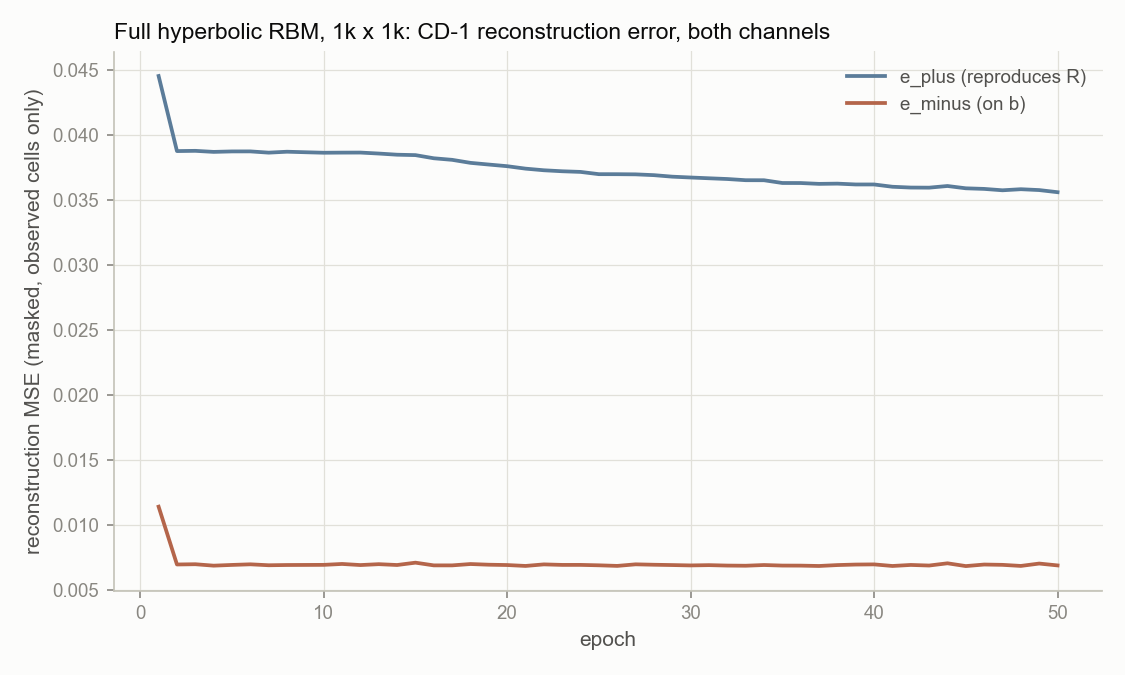 Full hyperbolic RBM, 1k x 1k: CD-1 reconstruction error, both channels
e_plus (reproduces R)
e_minus (on b)
reconstruction MSE (masked, observed cells only)
0.045
0.040
0.035
0.030
0.025
0.020
0.015
0.010
0.005
0 10 20 30 40 50
epoch